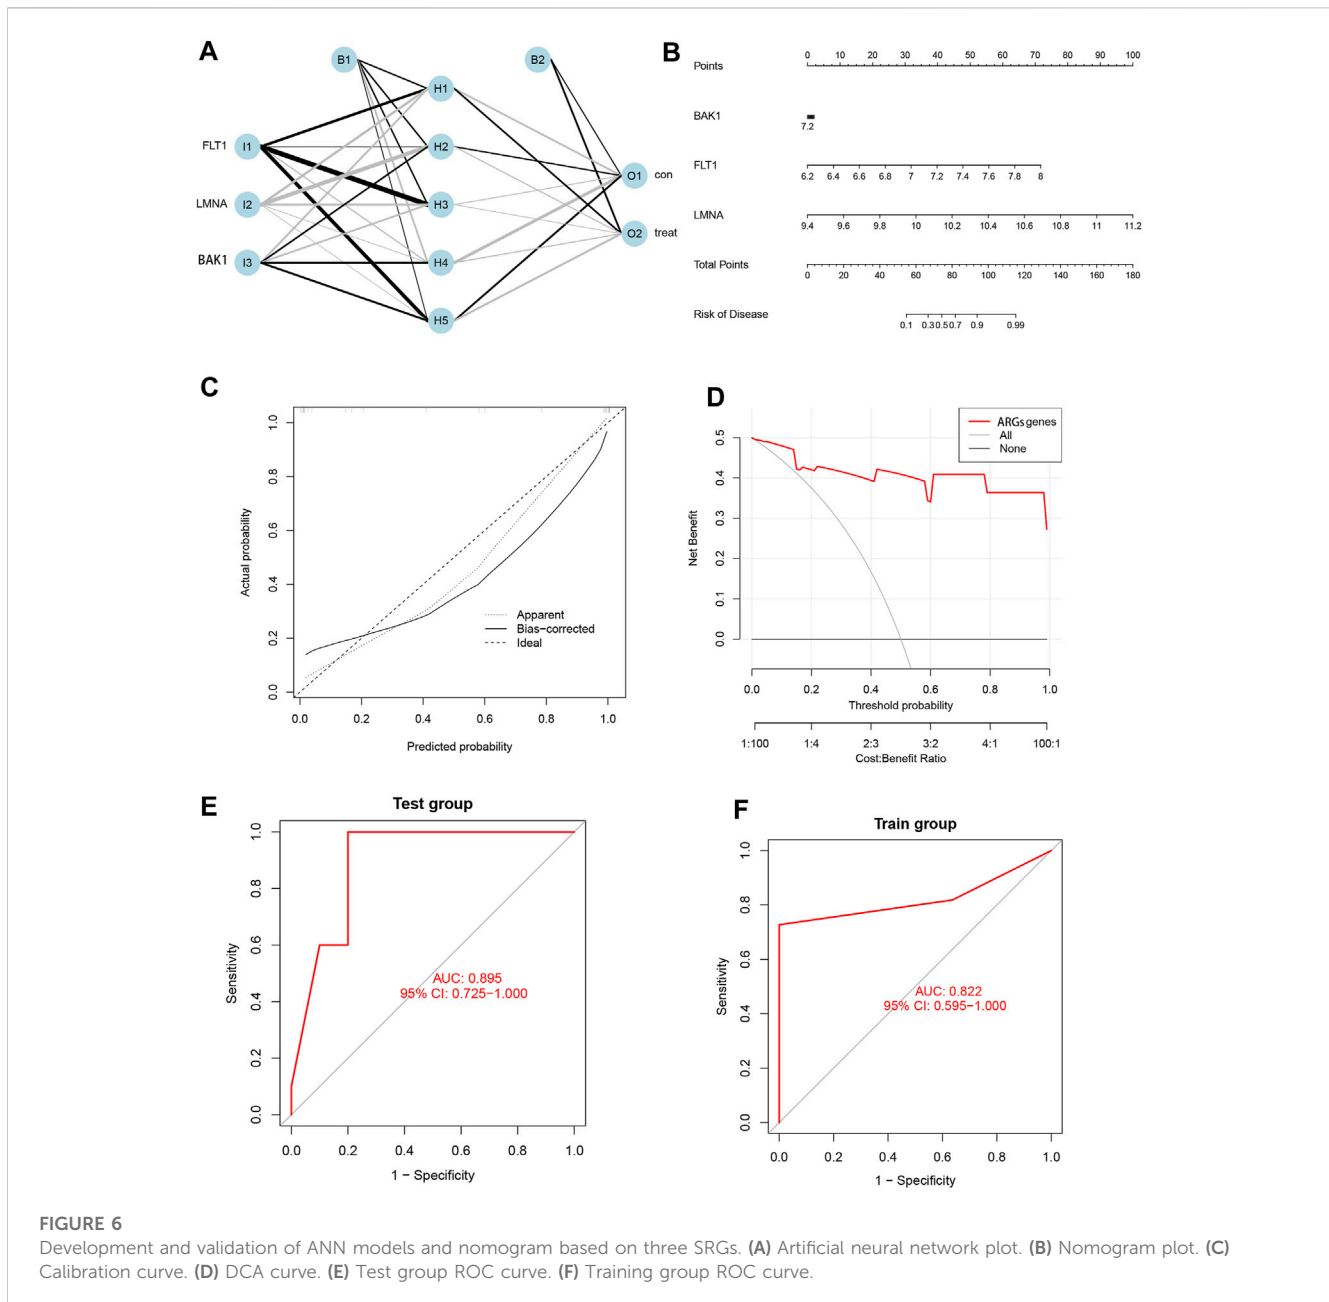 A
B1
B2
H1
FLT1
I1
H2
O1
con
LMNA
I2
H3
O2
treat
BAK1
I3
H4
H5
B
Points
0 10 20 30 40 50 60 70 80 90 100
BAK1
7.2
FLT1
6.2 6.4 6.6 6.8 7 7.2 7.4 7.6 7.8 8
LMNA
9.4 9.6 9.8 10 10.2 10.4 10.6 10.8 11 11.2
Total Points
0 20 40 60 80 100 120 140 160 180
Risk of Disease
0.1 0.3 0.5 0.7 0.9 0.99
C
Actual probability
1.0
0.8
0.6
0.4
0.2
0.0
Apparent
Bias-corrected
Ideal
0.0 0.2 0.4 0.6 0.8 1.0
Predicted probability
D
ARGs genes
All
None
Net Benefit
0.5
0.4
0.3
0.2
0.1
0.0
0.0 0.2 0.4 0.6 0.8 1.0
Threshold probability
1:100 1:4 2:3 3:2 4:1 100:1
Cost:Benefit Ratio
E
Test group
Sensitivity
1.0
0.8
0.6
0.4
0.2
0.0
AUC: 0.895
95% CI: 0.725-1.000
0.0 0.2 0.4 0.6 0.8 1.0
1 - Specificity
F
Train group
Sensitivity
1.0
0.8
0.6
0.4
0.2
0.0
AUC: 0.822
95% CI: 0.595-1.000
0.0 0.2 0.4 0.6 0.8 1.0
1 - Specificity
FIGURE 6
Development and validation of ANN models and nomogram based on three SRGs. (A) Artificial neural network plot. (B) Nomogram plot. (C)
Calibration curve. (D) DCA curve. (E) Test group ROC curve. (F) Training group ROC curve.